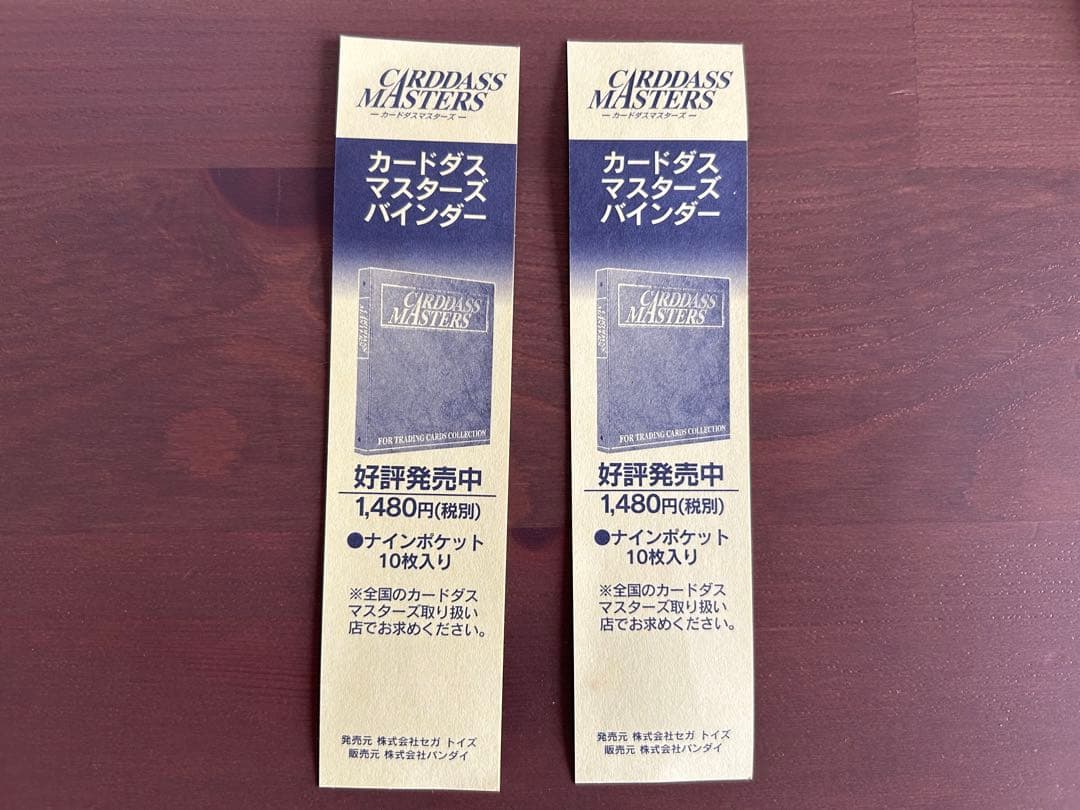 CARDDASS
MASTERS
ー カードダスマスターズ ー
カードダス
マスターズ
バインダー
CARDDASS
MASTERS
FOR TRADING CARDS COLLECTION
好評発売中
1,480円(税別)
●ナインポケット
10枚入り
※全国のカードダス
マスターズ取り扱い
店でお求めください。
発売元 株式会社セガ トイズ
販売元 株式会社バンダイ
CARDDASS
MASTERS
ー カードダスマスターズ ー
カードダス
マスターズ
バインダー
CARDDASS
MASTERS
FOR TRADING CARDS COLLECTION
好評発売中
1,480円(税別)
●ナインポケット
10枚入り
※全国のカードダス
マスターズ取り扱い
店でお求めください。
発売元 株式会社セガ トイズ
販売元 株式会社バンダイ